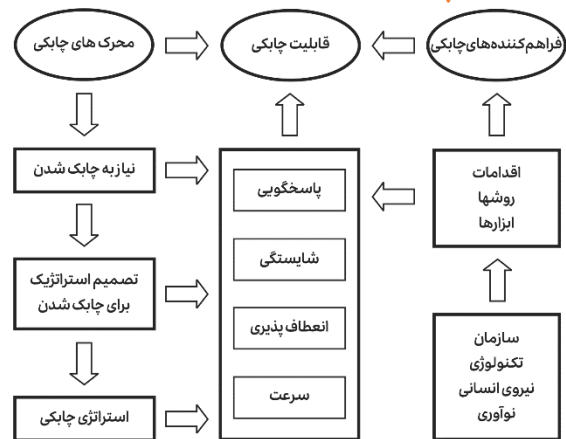 محرک های چابکی
قابلیت چابکی
فراهم‌کننده‌های‌چابکی
نیاز به چابک شدن
تصمیم استراتژیک
برای چابک شدن
استراتژی چابکی
پاسخگویی
شایستگی
انعطاف پذیری
سرعت
اقدامات
روشها
ابزارها
سازمان
تکنولوژی
نیروی انسانی
نوآوری